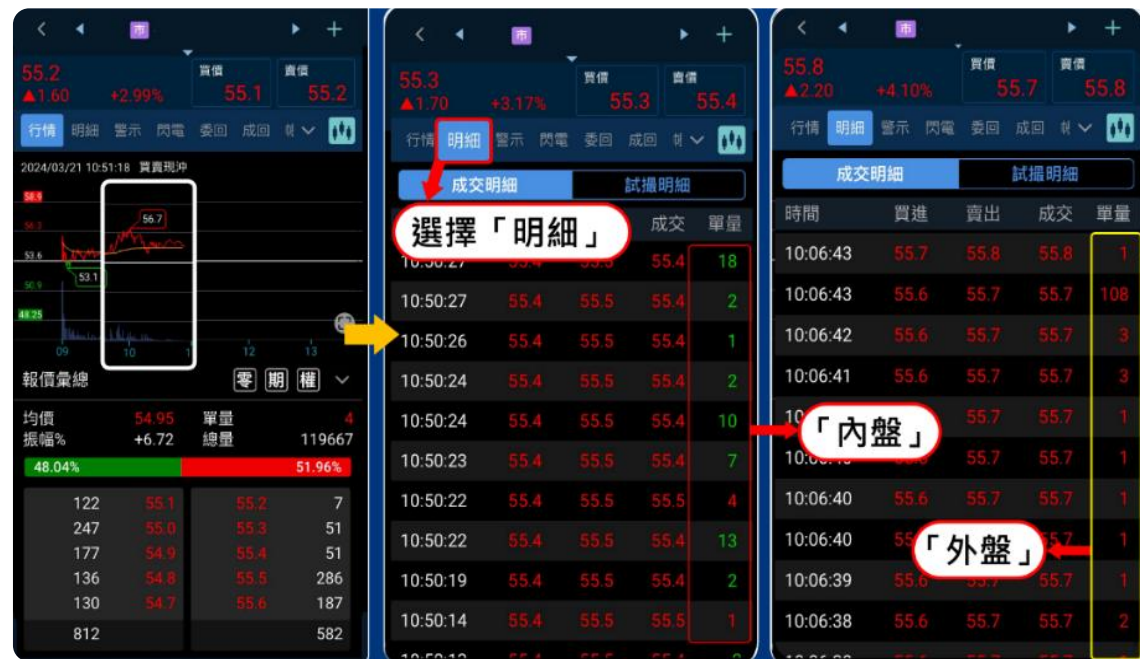 市
55.2
▲1.60 +2.99%
買價 55.1
賣價 55.2
行情 明細 警示 閃電 委回 成回
2024/03/21 10:51:18 買賣現沖
58.9
56.2
56.7
53.6
53.1
50.9
48.25
09 10 1 12 13
報價彙總 零 期 權
均價 54.95 單量 4
振幅% +6.72 總量 119667
48.04% 51.96%
122 55.1 55.2 7
247 55.0 55.3 51
177 54.9 55.4 51
136 54.8 55.5 286
130 54.7 55.6 187
812 582
市
55.3
▲1.70 +3.17%
買價 55.3
賣價 55.4
行情 明細 警示 閃電 委回 成回
成交明細 試撮明細
選擇「明細」
成交 單量
10:50:27 55.4 18
10:50:27 55.4 55.5 55.4 2
10:50:26 55.4 55.5 55.4 1
10:50:24 55.4 55.5 55.4 2
10:50:24 55.4 55.5 55.4 10
10:50:23 55.4 55.5 55.4 7
10:50:22 55.4 55.5 55.5 4
10:50:22 55.4 55.5 55.4 13
10:50:19 55.4 55.5 55.4 2
10:50:14 55.4 55.5 55.5 1
「內盤」
市
55.8
▲2.20 +4.10%
買價 55.7
賣價 55.8
行情 明細 警示 閃電 委回 成回
成交明細 試撮明細
時間 買進 賣出 成交 單量
10:06:43 55.7 55.8 55.8 1
10:06:43 55.6 55.7 55.7 108
10:06:42 55.6 55.7 55.7 3
10:06:41 55.6 55.7 55.7 3
55.7 55.7 1
55.7 55.7 1
10:06:40 55.6 55.7 55.7 1
10:06:40 1
「外盤」
10:06:39 55.6 55.7 55.7 1
10:06:38 55.6 55.7 55.7 2